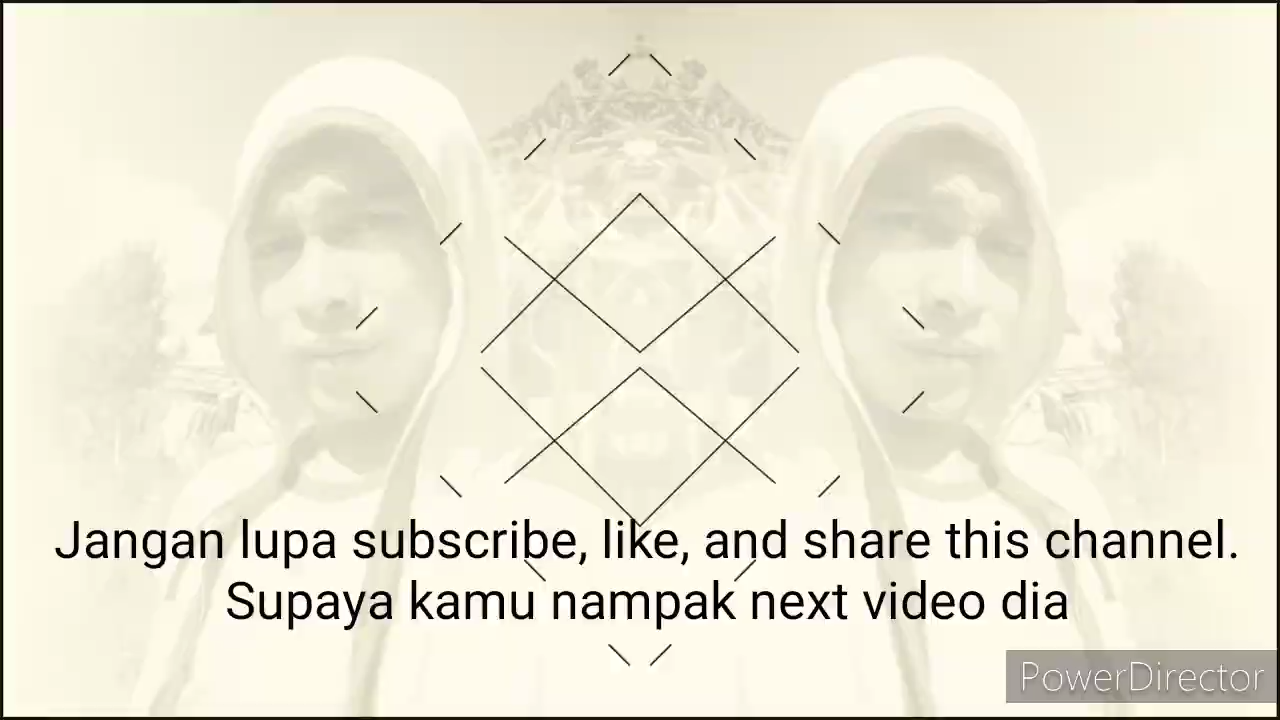 Jangan lupa subscribe, like, and share this channel.
Supaya kamu nampak next video dia
PowerDirector